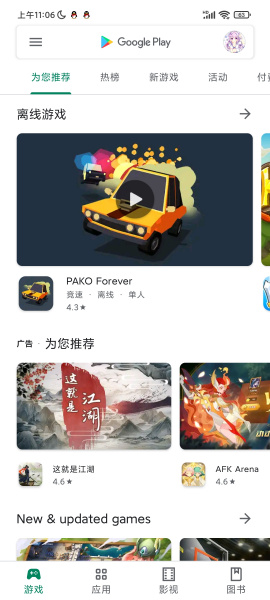 上午11:06
63
Google Play
为您推荐 热榜 新游戏 活动
离线游戏
PAKO Forever
竞速 · 离线 · 单人
4.3★
广告 · 为您推荐
这就是
江湖
这就是江湖
4.6★
AFK Arena
4.6★
New & updated games
游戏 应用 影视 图书